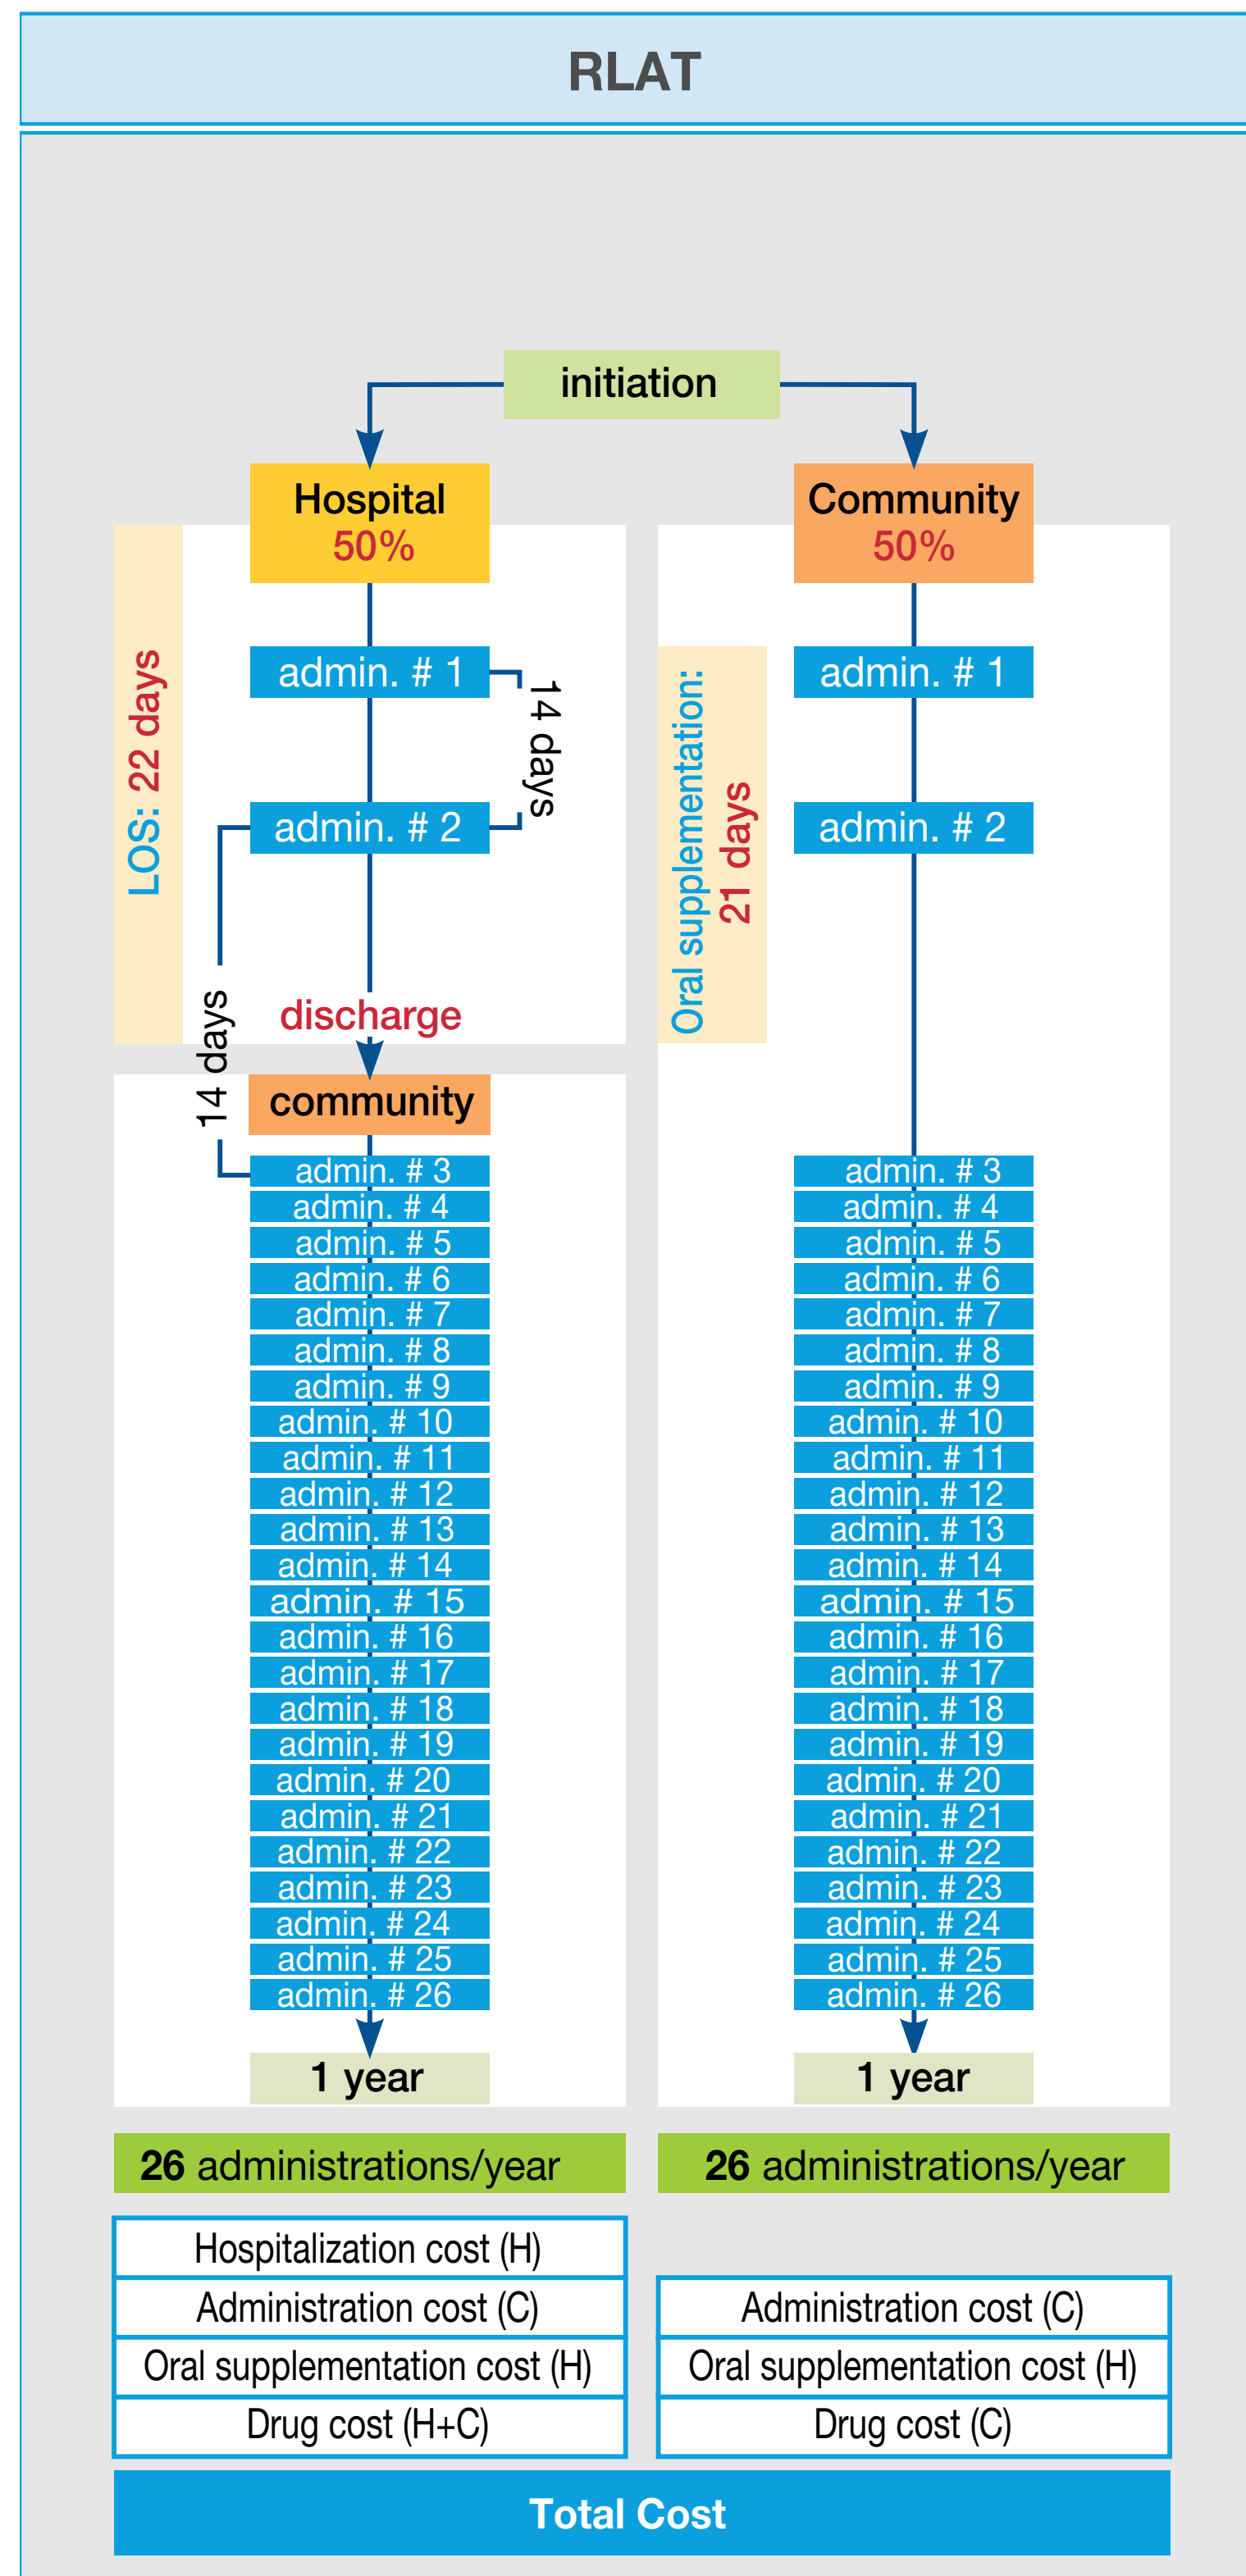 RLAT
initiation
Hospital
50%
LOS: 22 days
admin. # 1
14 days
admin. # 2
14 days
discharge
community
admin. # 3
admin. # 4
admin. # 5
admin. # 6
admin. # 7
admin. # 8
admin. # 9
admin. # 10
admin. # 11
admin. # 12
admin. # 13
admin. # 14
admin. # 15
admin. # 16
admin. # 17
admin. # 18
admin. # 19
admin. # 20
admin. # 21
admin. # 22
admin. # 23
admin. # 24
admin. # 25
admin. # 26
1 year
26 administrations/year
Hospitalization cost (H)
Administration cost (C)
Oral supplementation cost (H)
Drug cost (H+C)
Community
50%
Oral supplementation:
21 days
admin. # 1
admin. # 2
admin. # 3
admin. # 4
admin. # 5
admin. # 6
admin. # 7
admin. # 8
admin. # 9
admin. # 10
admin. # 11
admin. # 12
admin. # 13
admin. # 14
admin. # 15
admin. # 16
admin. # 17
admin. # 18
admin. # 19
admin. # 20
admin. # 21
admin. # 22
admin. # 23
admin. # 24
admin. # 25
admin. # 26
1 year
26 administrations/year
Administration cost (C)
Oral supplementation cost (H)
Drug cost (C)
Total Cost